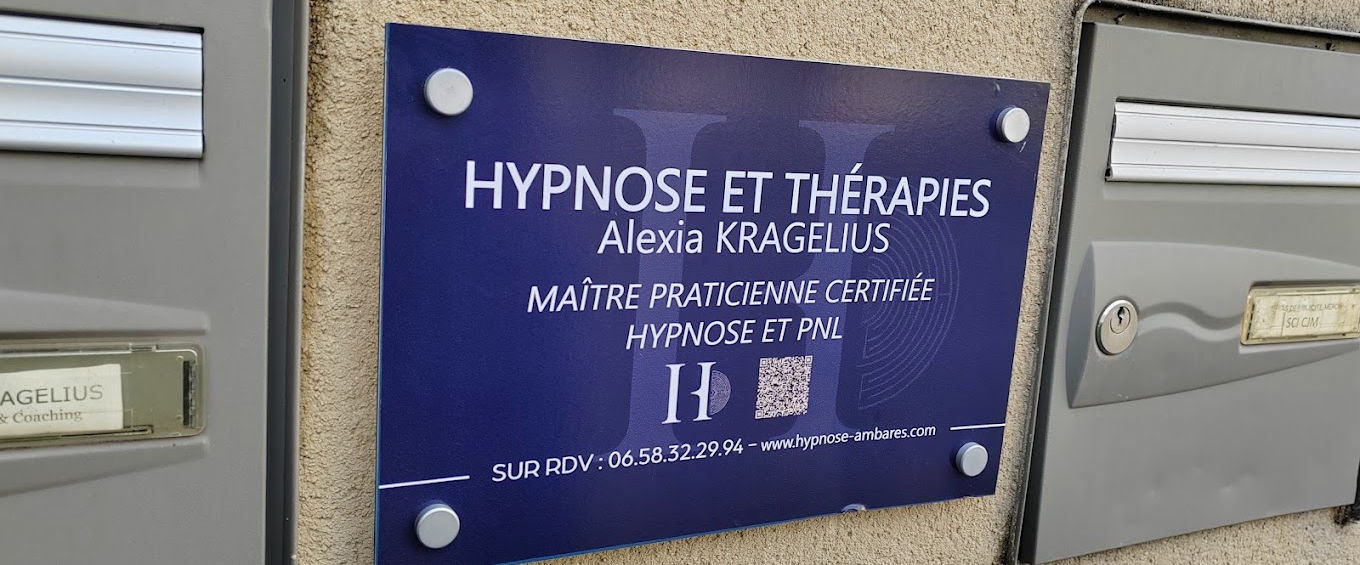 HYPNOSE ET THÉRAPIES
Alexia KRAGELIUS
MAÎTRE PRATICIENNE CERTIFIÉE
HYPNOSE ET PNL
H
SUR RDV : 06.58.32.29.94 – www.hypnose-ambares.com
AGELIUS
& Coaching
SCI CJM